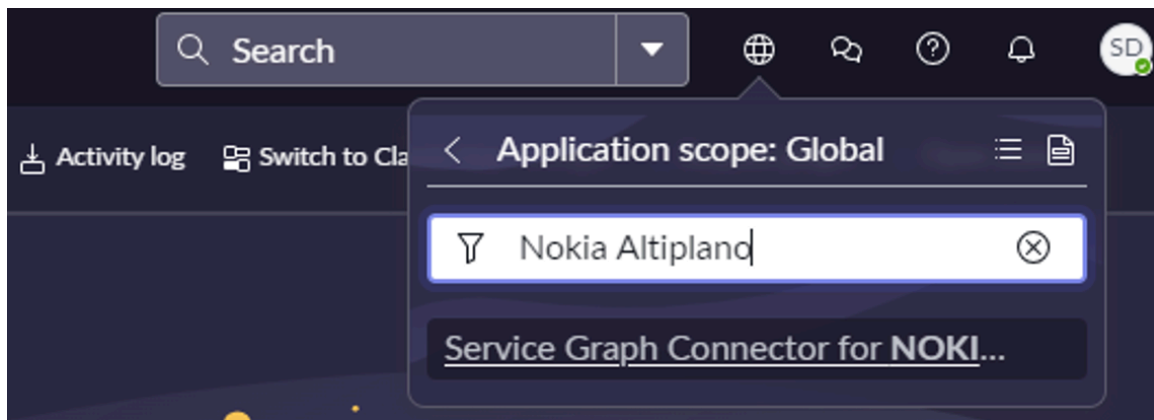 Search
SD
Activity log
Switch to Cla
Application scope: Global
Nokia Altiplano
Service Graph Connector for NOKI...